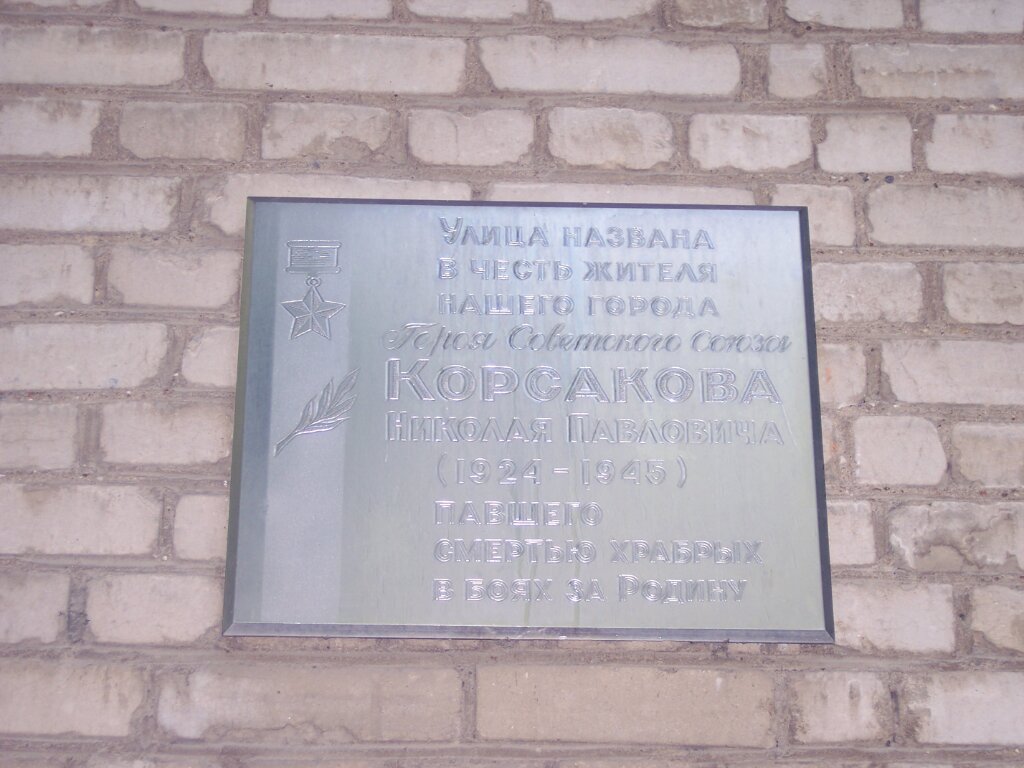 Улица названа
в честь жителя
нашего города
Героя Советского Союза
Корсакова
Николая Павловича
(1924-1945)
павшего
смертью храбрых
в боях за Родину